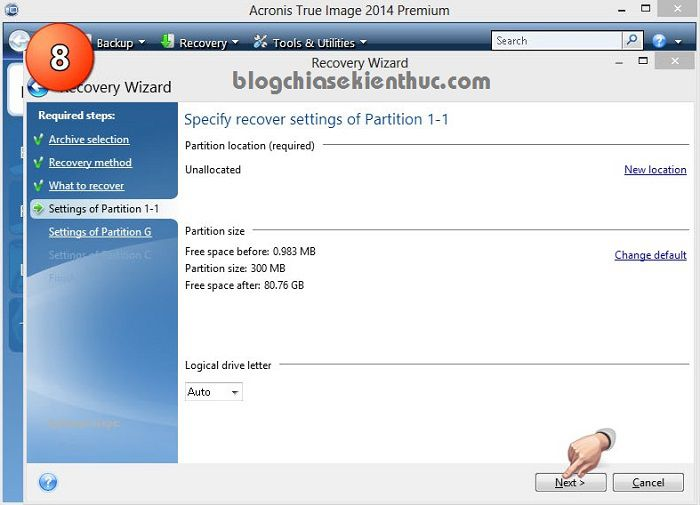 Acronis True Image 2014 Premium
8
Backup
Recovery
Tools & Utilities
Search
Recovery Wizard
blogchiasekienthuc.com
Recovery Wizard
Required steps:
Archive selection
Recovery method
What to recover
Settings of Partition 1-1
Settings of Partition G
Settings of Partition C
Finish
Specify recover settings of Partition 1-1
Partition location (required)
Unallocated
New location
Partition size
Free space before: 0.983 MB
Change default
Partition size: 300 MB
Free space after: 80.76 GB
Logical drive letter
Auto
Next >
Cancel